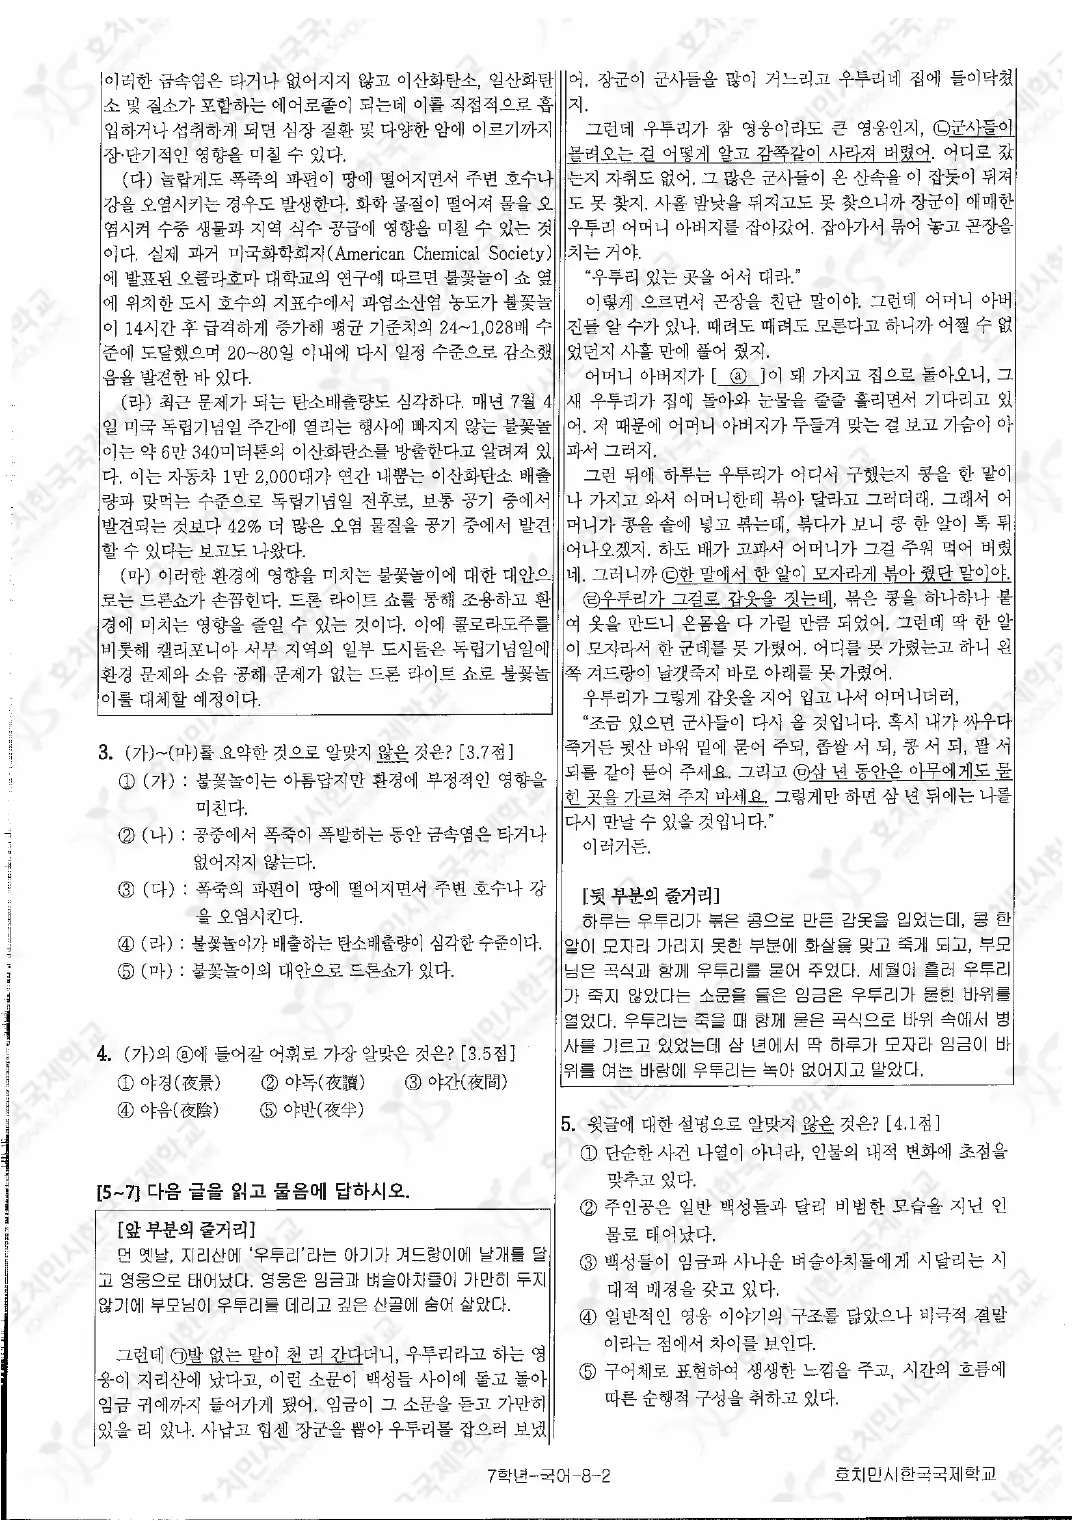 이러한 금속염은 타거나 없어지지 않고 이산화탄소, 일산화탄
소 및 질소가 포함하는 에어로졸이 되는데 이를 직접적으로 흡
입하거나 섭취하게 되면 심장 질환 및 다양한 암에 이르기까지
장·단기적인 영향을 미칠 수 있다.
(다) 놀랍게도 폭죽의 파편이 땅에 떨어지면서 주변 호수나
강을 오염시키는 경우도 발생한다. 화학 물질이 떨어져 물을 오
염시켜 수중 생물과 지역 식수 공급에 영향을 미칠 수 있는 것
이다. 실제 과거 미국화학회지(American Chemical Society)
에 발표된 오클라호마 대학교의 연구에 따르면 불꽃놀이 쇼 옆
에 위치한 도시 호수의 지표수에서 과염소산염 농도가 불꽃놀
이 14시간 후 급격하게 증가해 평균 기준치의 24~1,028배 수
준에 도달했으며 20~80일 이내에 다시 일정 수준으로 감소했
음을 발견한 바 있다.
(라) 최근 문제가 되는 탄소배출량도 심각하다. 매년 7월 4
일 미국 독립기념일 주간에 열리는 행사에 빠지지 않는 불꽃놀
이는 약 6만 340미터톤의 이산화탄소를 방출한다고 알려져 있
다. 이는 자동차 1만 2,000대가 연간 내뿜는 이산화탄소 배출
량과 맞먹는 수준으로 독립기념일 전후로, 보통 공기 중에서
발견되는 것보다 42% 더 많은 오염 물질을 공기 중에서 발견
할 수 있다는 보고도 나왔다.
(마) 이러한 환경에 영향을 미치는 불꽃놀이에 대한 대안으
로는 드론쇼가 손꼽힌다. 드론 라이트 쇼를 통해 조용하고 환
경에 미치는 영향을 줄일 수 있는 것이다. 이에 콜로라도주를
비롯해 캘리포니아 서부 지역의 일부 도시들은 독립기념일에
환경 문제와 소음 공해 문제가 없는 드론 라이트 쇼로 불꽃놀
이를 대체할 예정이다.
3. (가)~(마)를 요약한 것으로 알맞지 않은 것은? [3.7점]
① (가) : 불꽃놀이는 아름답지만 환경에 부정적인 영향을
미친다.
② (나) : 공중에서 폭죽이 폭발하는 동안 금속염은 타거나
없어지지 않는다.
③ (다) : 폭죽의 파편이 땅에 떨어지면서 주변 호수나 강
을 오염시킨다.
④ (라) : 불꽃놀이가 배출하는 탄소배출량이 심각한 수준이다.
⑤ (마) : 불꽃놀이의 대안으로 드론쇼가 있다.
4. (가)의 ⓐ에 들어갈 어휘로 가장 알맞은 것은? [3.5점]
① 야경(夜景) ② 야독(夜讀) ③ 야간(夜間)
④ 야음(夜陰) ⑤ 야반(夜半)
[5~7] 다음 글을 읽고 물음에 답하시오.
[앞 부분의 줄거리]
먼 옛날, 지리산에 '우투리'라는 아기가 겨드랑이에 날개를 달
고 영웅으로 태어났다. 영웅은 임금과 벼슬아치들이 가만히 두지
않기에 부모님이 우투리를 데리고 깊은 산골에 숨어 살았다.
그런데 ㉠발 없는 말이 천 리 간다더니, 우투리라고 하는 영
웅이 지리산에 났다고, 이런 소문이 백성들 사이에 돌고 돌아
임금 귀에까지 들어가게 됐어. 임금이 그 소문을 듣고 가만히
있을 리 있나. 사납고 힘센 장군을 뽑아 우투리를 잡으러 보냈
어. 장군이 군사들을 많이 거느리고 우투리네 집에 들이닥쳤
지.
그런데 우투리가 참 영웅이라도 큰 영웅인지, ㉡군사들이
몰려오는 걸 어떻게 알고 감쪽같이 사라져 버렸어. 어디로 갔
는지 자취도 없어. 그 많은 군사들이 온 산속을 이 잡듯이 뒤져
도 못 찾지. 사흘 밤낮을 뒤지고도 못 찾으니까 장군이 애매한
우투리 어머니 아버지를 잡아갔어. 잡아가서 묶어 놓고 곤장을
치는 거야.
"우투리 있는 곳을 어서 대라."
이렇게 으르면서 곤장을 친단 말이야. 그런데 어머니 아버
진들 알 수가 있나. 때려도 때려도 모른다고 하니까 어쩔 수 없
었던지 사흘 만에 풀어 줬지.
어머니 아버지가 [ ⓐ ]이 돼 가지고 집으로 돌아오니, 그
새 우투리가 집에 돌아와 눈물을 줄줄 흘리면서 기다리고 있
어. 저 때문에 어머니 아버지가 두들겨 맞는 걸 보고 가슴이 아
파서 그러지.
그런 뒤에 하루는 우투리가 어디서 구했는지 콩을 한 말이
나 가지고 와서 어머니한테 볶아 달라고 그러더래. 그래서 어
머니가 콩을 솥에 넣고 볶는데, 볶다가 보니 콩 한 알이 톡 튀
어나오겠지. 하도 배가 고파서 어머니가 그걸 주워 먹어 버렸
네. 그러니까 ㉢한 말에서 한 알이 모자라게 볶아 줬단 말이야.
㉣우투리가 그걸로 갑옷을 짓는데, 볶은 콩을 하나하나 붙
여 옷을 만드니 온몸을 다 가릴 만큼 되었어. 그런데 딱 한 알
이 모자라서 한 군데를 못 가렸어. 어디를 못 가렸는고 하니 왼
쪽 겨드랑이 날갯죽지 바로 아래를 못 가렸어.
우투리가 그렇게 갑옷을 지어 입고 나서 어머니더러,
"조금 있으면 군사들이 다시 올 것입니다. 혹시 내가 싸우다
죽거든 뒷산 바위 밑에 묻어 주되, 좁쌀 서 되, 콩 서 되, 팥 서
되를 같이 묻어 주세요. 그리고 ㉤삼 년 동안은 아무에게도 묻
힌 곳을 가르쳐 주지 마세요. 그렇게만 하면 삼 년 뒤에는 나를
다시 만날 수 있을 것입니다."
이러거든.
[뒷 부분의 줄거리]
하루는 우투리가 볶은 콩으로 만든 갑옷을 입었는데, 콩 한
알이 모자라 가리지 못한 부분에 화살을 맞고 죽게 되고, 부모
님은 곡식과 함께 우투리를 묻어 주었다. 세월이 흘러 우투리
가 죽지 않았다는 소문을 들은 임금은 우투리가 묻힌 바위를
열었다. 우투리는 죽을 때 함께 묻은 곡식으로 바위 속에서 병
사를 기르고 있었는데 삼 년에서 딱 하루가 모자라 임금이 바
위를 여는 바람에 우투리는 녹아 없어지고 말았다.
5. 윗글에 대한 설명으로 알맞지 않은 것은? [4.1점]
① 단순한 사건 나열이 아니라, 인물의 내적 변화에 초점을
맞추고 있다.
② 주인공은 일반 백성들과 달리 비범한 모습을 지닌 인
물로 태어났다.
③ 백성들이 임금과 사나운 벼슬아치들에게 시달리는 시
대적 배경을 갖고 있다.
④ 일반적인 영웅 이야기의 구조를 닮았으나 비극적 결말
이라는 점에서 차이를 보인다.
⑤ 구어체로 표현하여 생생한 느낌을 주고, 시간의 흐름에
따른 순행적 구성을 취하고 있다.
7학년-국어-8-2
호치민시한국국제학교